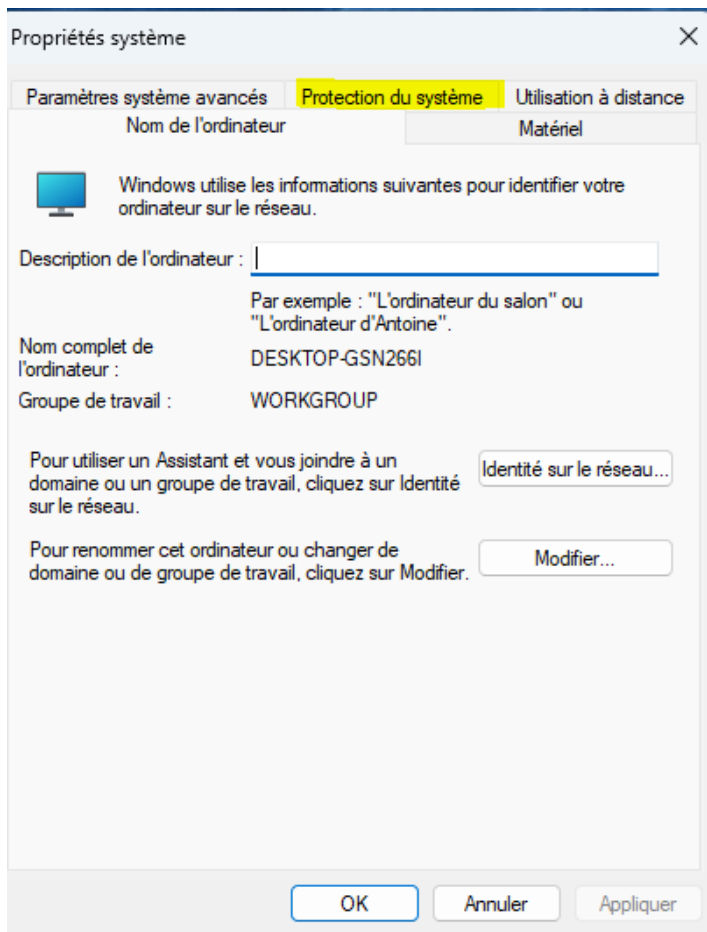 Propriétés système
Paramètres système avancés
Protection du système
Utilisation à distance
Nom de l'ordinateur
Matériel
Windows utilise les informations suivantes pour identifier votre
ordinateur sur le réseau.
Description de l'ordinateur :
Par exemple : "L'ordinateur du salon" ou
"L'ordinateur d'Antoine".
Nom complet de
l'ordinateur :
DESKTOP-GSN266I
Groupe de travail :
WORKGROUP
Pour utiliser un Assistant et vous joindre à un
domaine ou un groupe de travail, cliquez sur Identité
sur le réseau.
Identité sur le réseau...
Pour renommer cet ordinateur ou changer de
domaine ou de groupe de travail, cliquez sur Modifier.
Modifier...
OK
Annuler
Appliquer